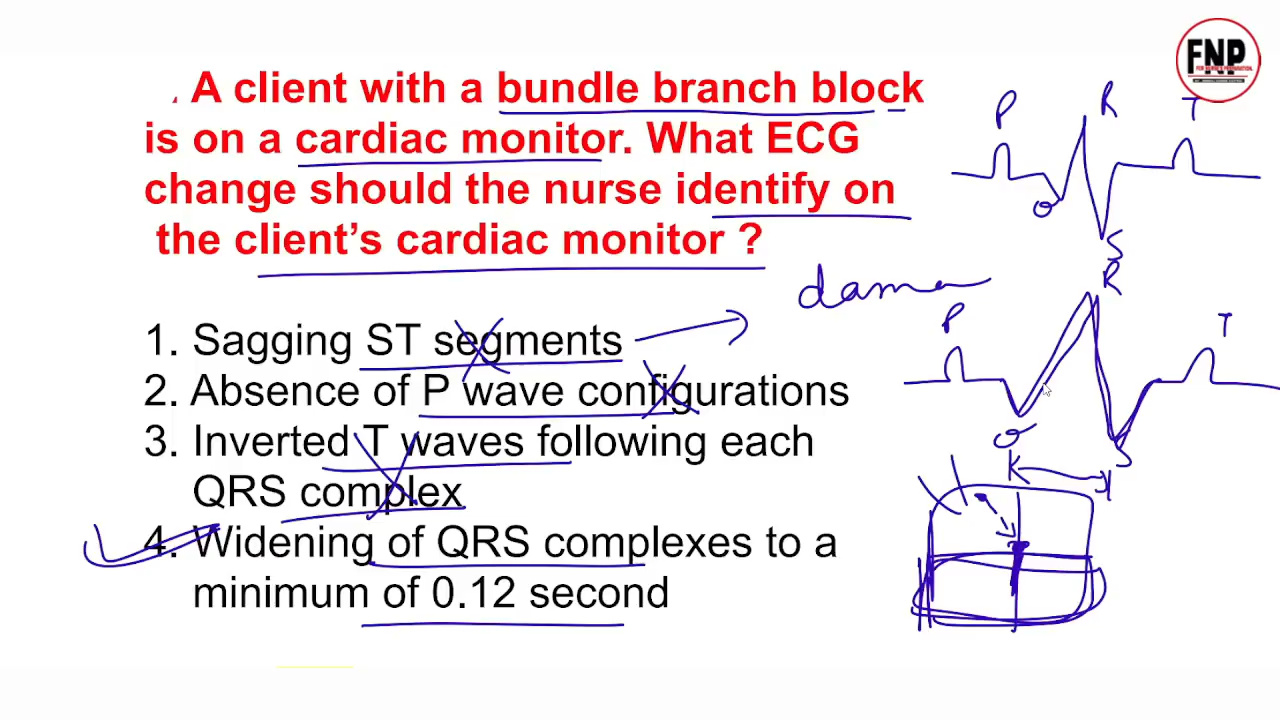 FNP
. A client with a bundle branch block
is on a cardiac monitor. What ECG
change should the nurse identify on
the client's cardiac monitor ?
1. Sagging ST segments
2. Absence of P wave configurations
3. Inverted T waves following each
QRS complex
4. Widening of QRS complexes to a
minimum of 0.12 second
P R T
Q
S
R
P T
Q S